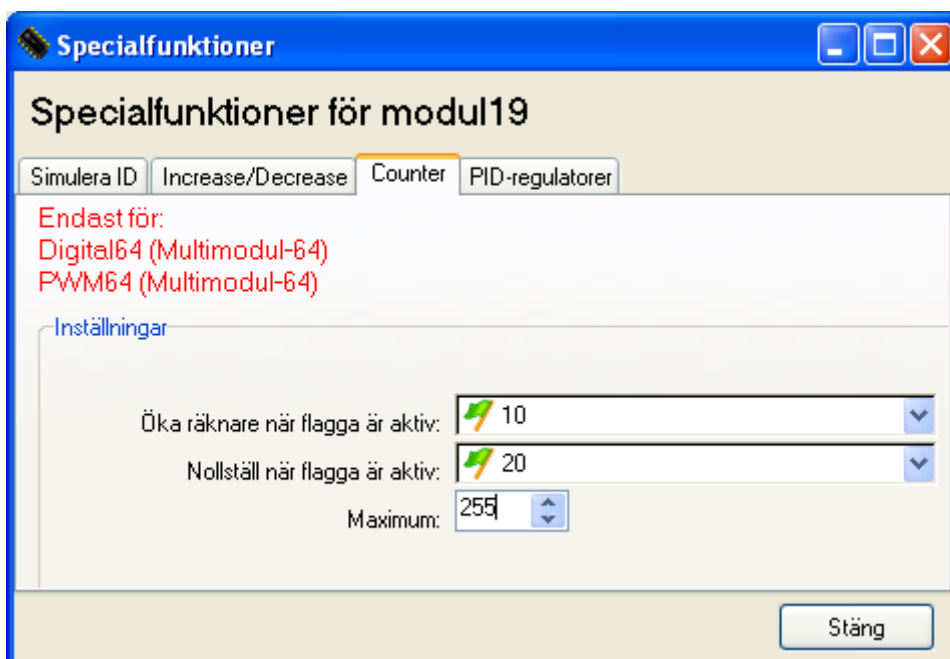 Specialfunktioner
Specialfunktioner för modul19
Simulera ID Increase/Decrease Counter PID-regulatorer
Endast för:
Digital64 (Multimodul-64)
PWM64 (Multimodul-64)
Inställningar
Öka räknare när flagga är aktiv: 10
Nollställ när flagga är aktiv: 20
Maximum: 255
Stäng